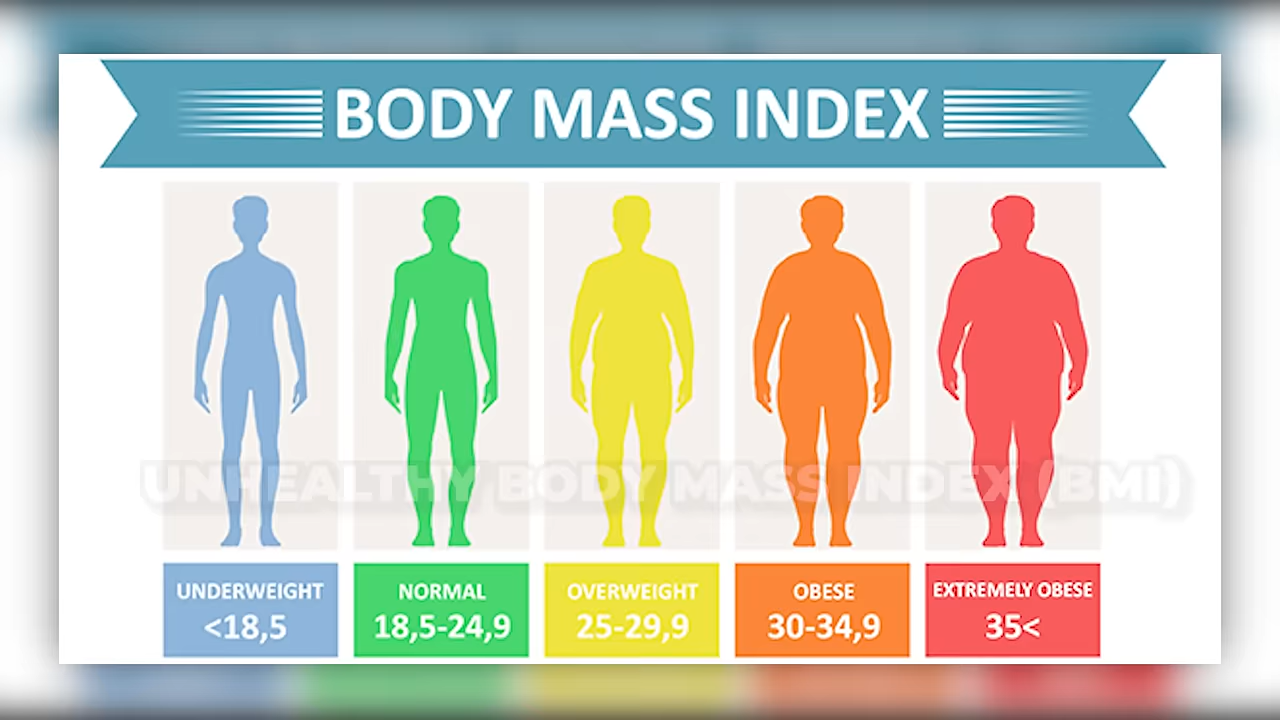 BODY MASS INDEX
UNHEALTHY BODY MASS INDEX (BMI)
UNDERWEIGHT
<18,5
NORMAL
18,5-24,9
OVERWEIGHT
25-29,9
OBESE
30-34,9
EXTREMELY OBESE
35<